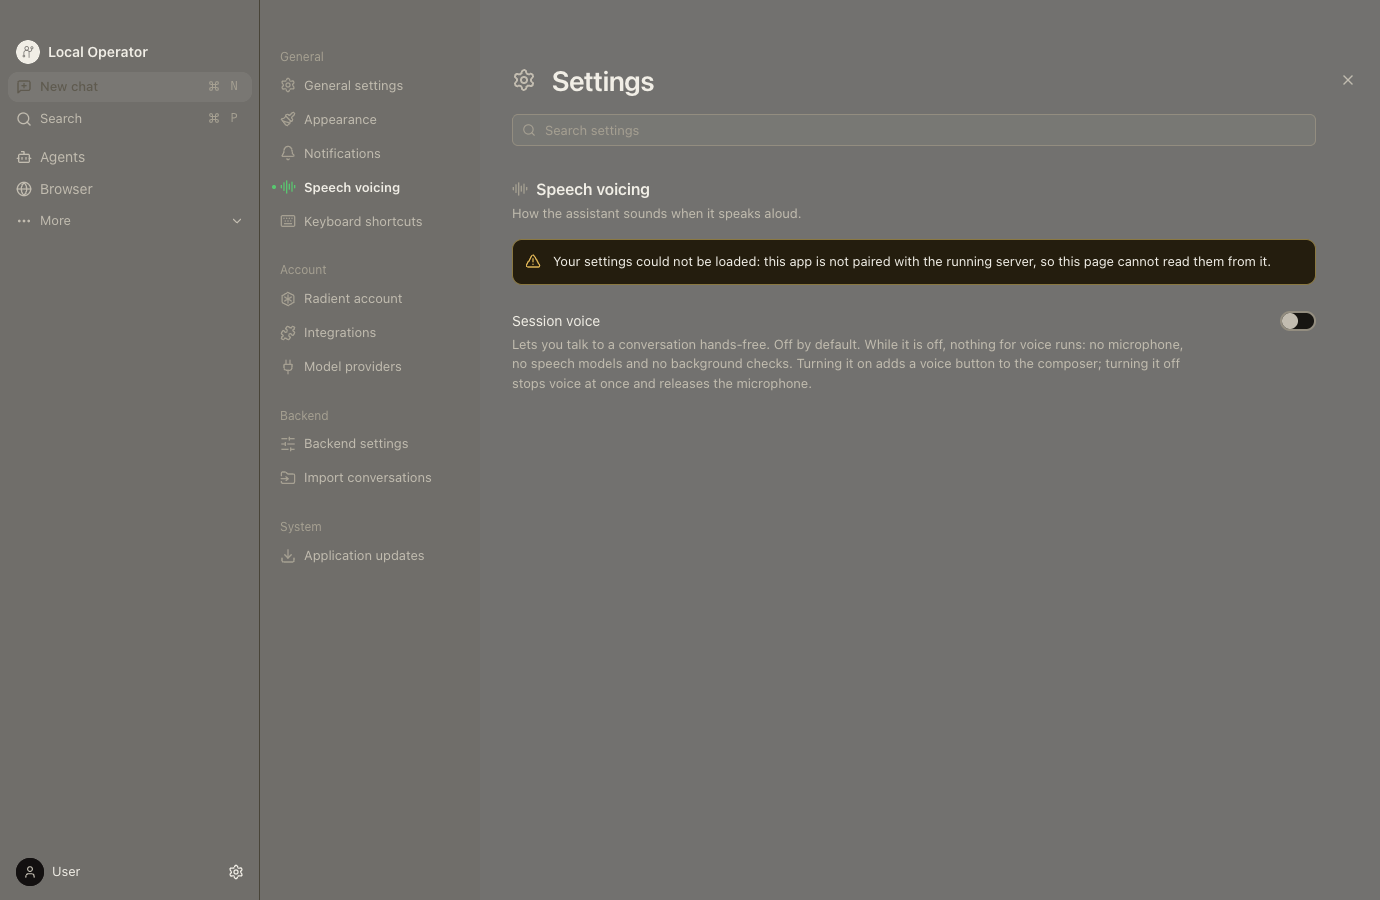 Local Operator
New chat ⌘ N
Search ⌘ P
Agents
Browser
More
User
General
General settings
Appearance
Notifications
Speech voicing
Keyboard shortcuts
Account
Radient account
Integrations
Model providers
Backend
Backend settings
Import conversations
System
Application updates
Settings
Search settings
Speech voicing
How the assistant sounds when it speaks aloud.
Your settings could not be loaded: this app is not paired with the running server, so this page cannot read them from it.
Session voice
Lets you talk to a conversation hands-free. Off by default. While it is off, nothing for voice runs: no microphone,
no speech models and no background checks. Turning it on adds a voice button to the composer; turning it off
stops voice at once and releases the microphone.